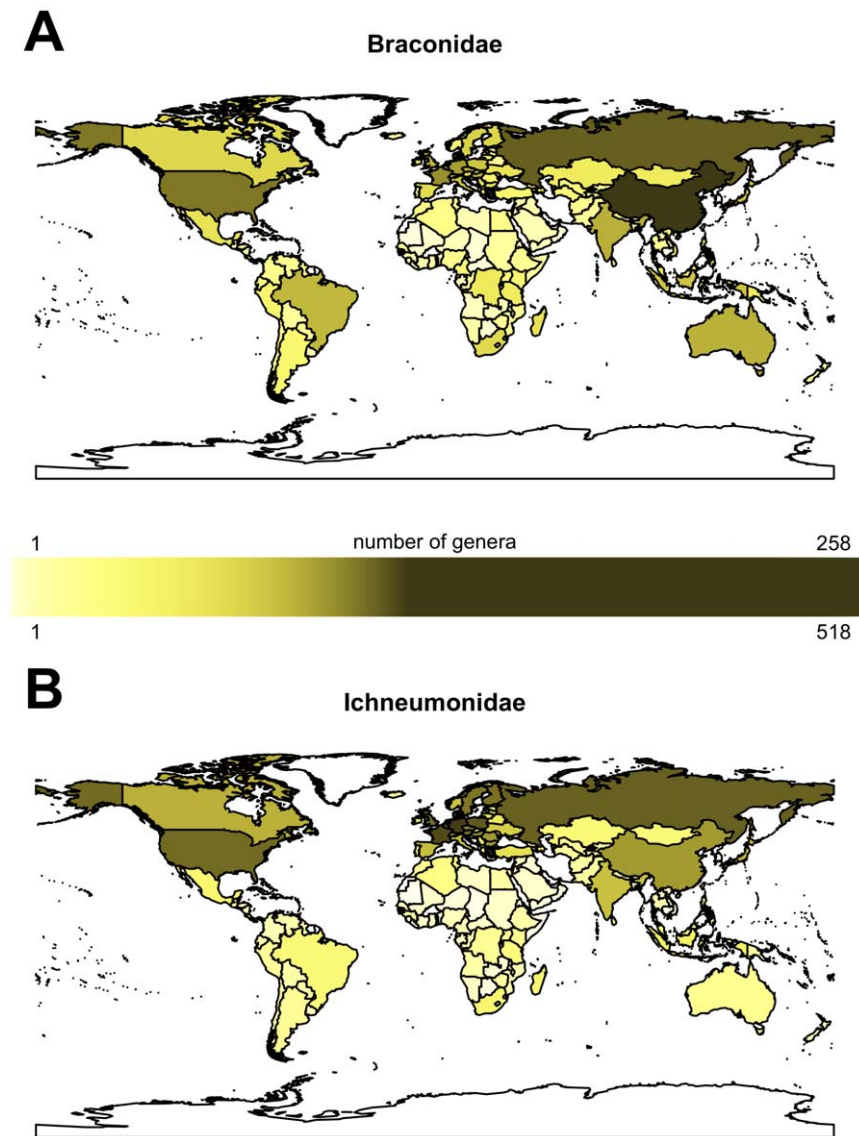 A
Braconidae
1 number of genera 258
1 518
B
Ichneumonidae